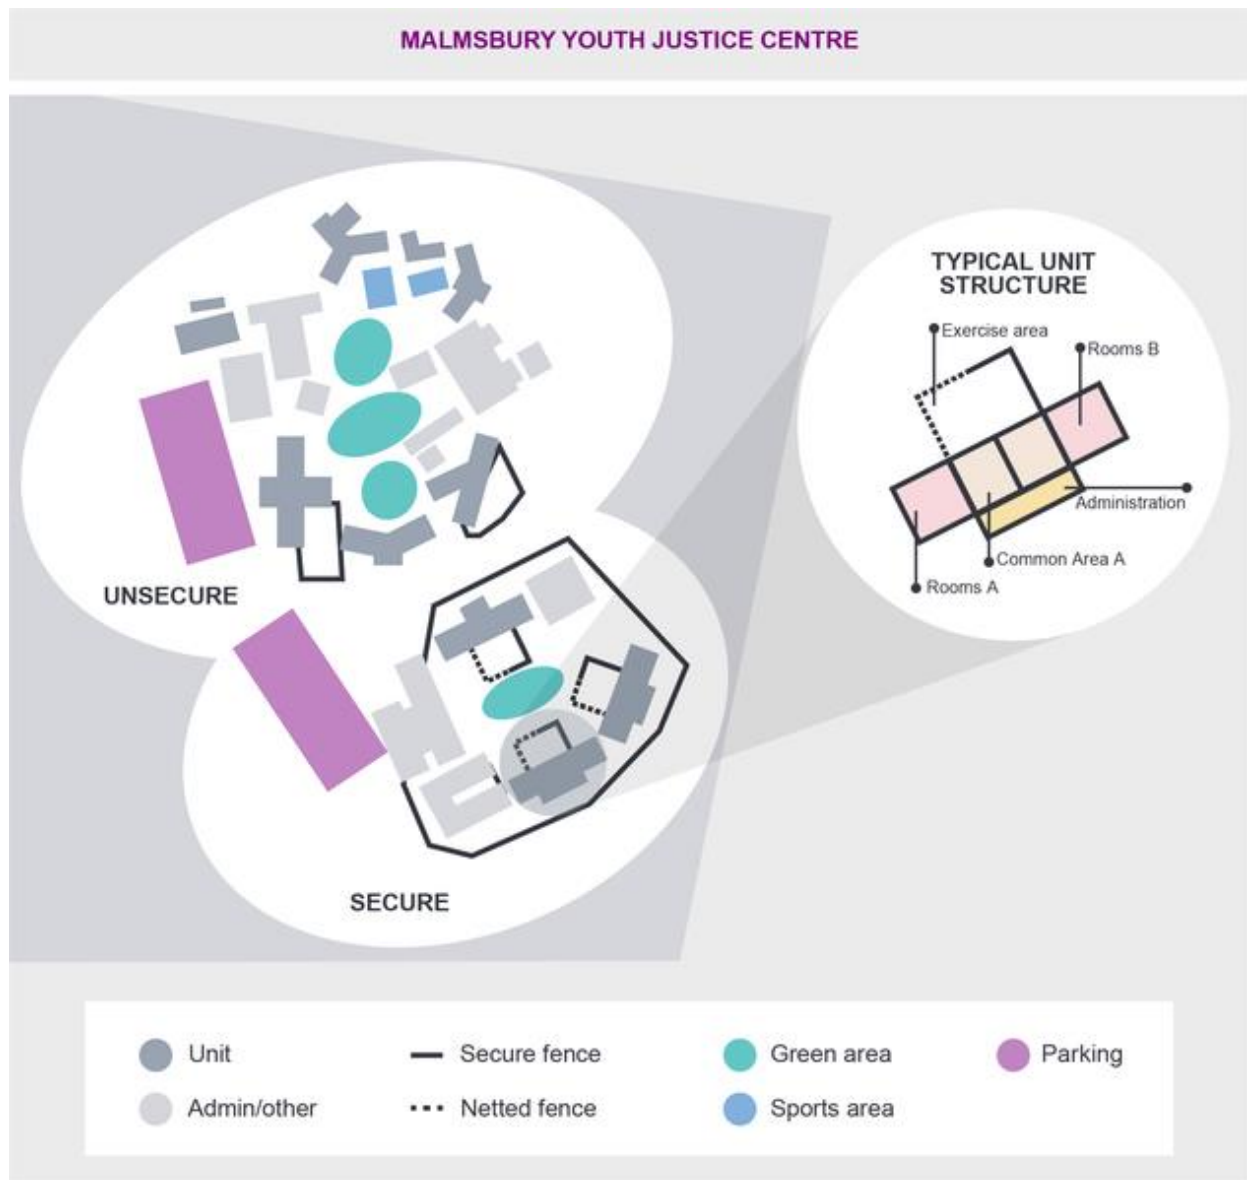 MALMSBURY YOUTH JUSTICE CENTRE
TYPICAL UNIT
STRUCTURE
Exercise area
Rooms B
Administration
Common Area A
Rooms A
UNSECURE
SECURE
Unit
Secure fence
Green area
Parking
Admin/other
Netted fence
Sports area